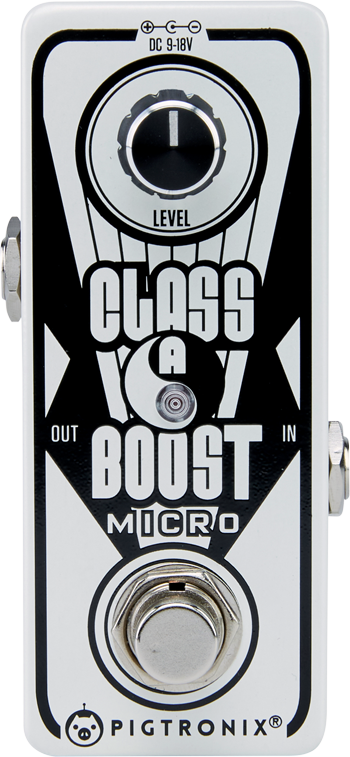 DC 9-18V
LEVEL
CLASS
A
OUT
IN
BOOST
MICRO
PIGTRONIX®